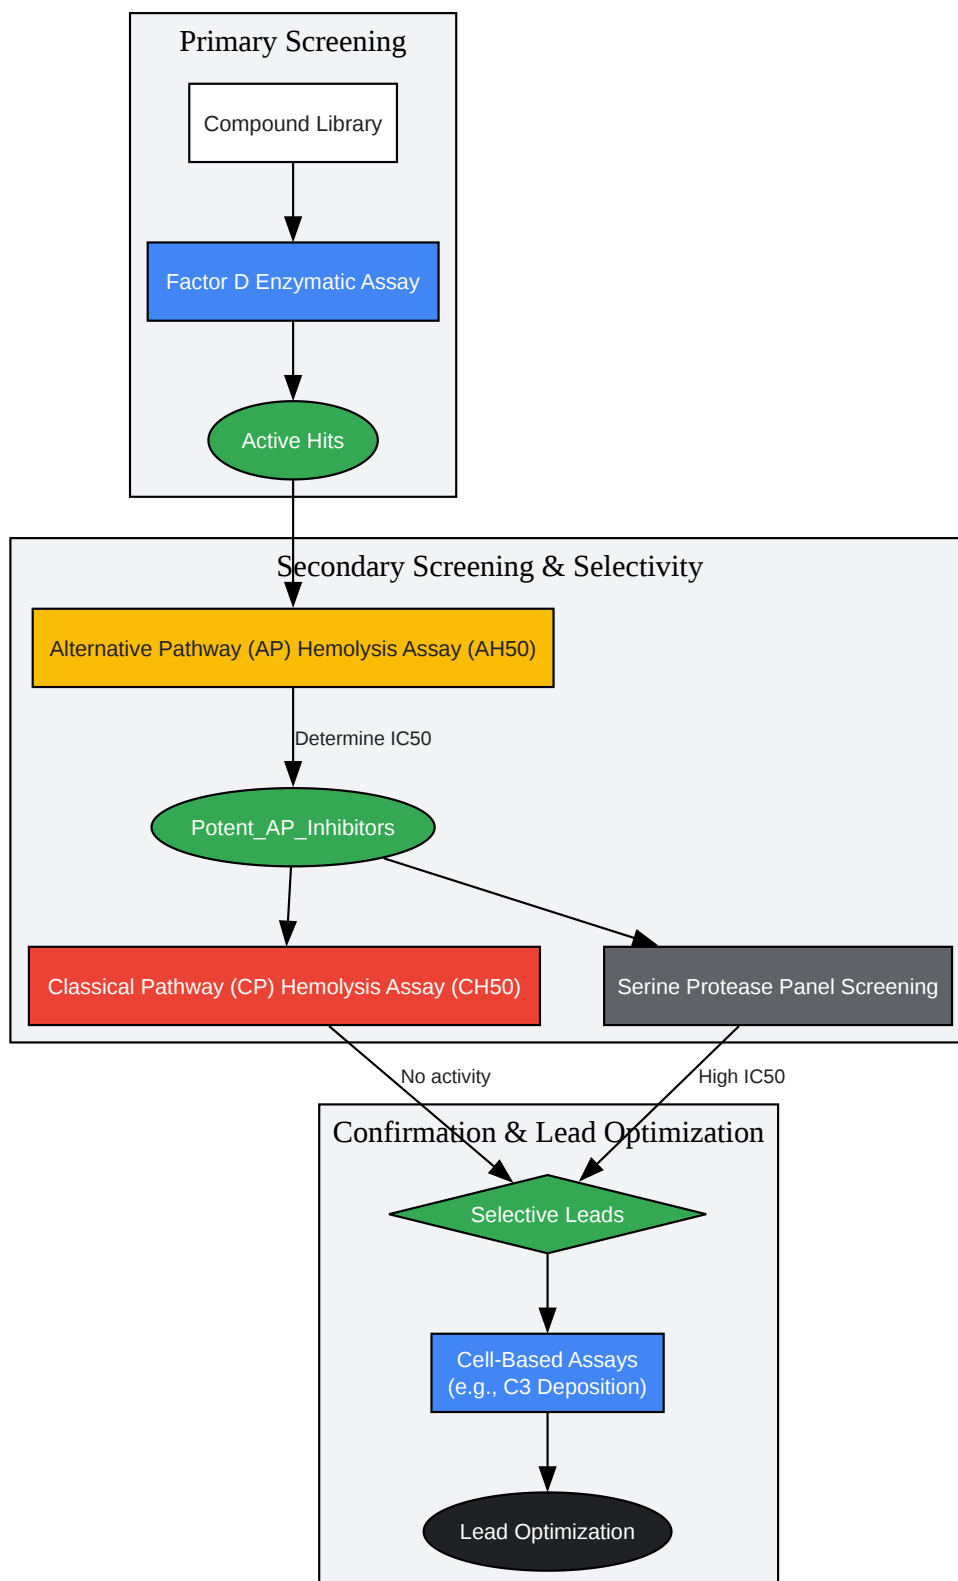 Primary Screening
Compound Library
Factor D Enzymatic Assay
Active Hits
Secondary Screening & Selectivity
Alternative Pathway (AP) Hemolysis Assay (AH50)
Determine IC50
Potent_AP_Inhibitors
Classical Pathway (CP) Hemolysis Assay (CH50)
Serine Protease Panel Screening
No activity
High IC50
Confirmation & Lead Optimization
Selective Leads
Cell-Based Assays
(e.g., C3 Deposition)
Lead Optimization